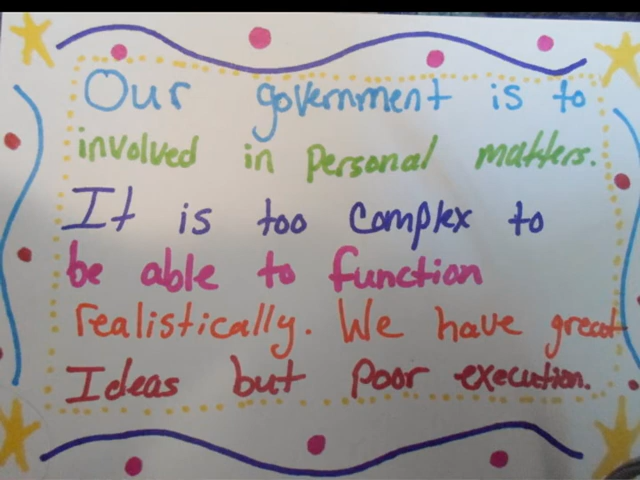 Our government is to
involved in personal matters.
It is too complex to
be able to function
realistically. We have great
Ideas but poor execution.